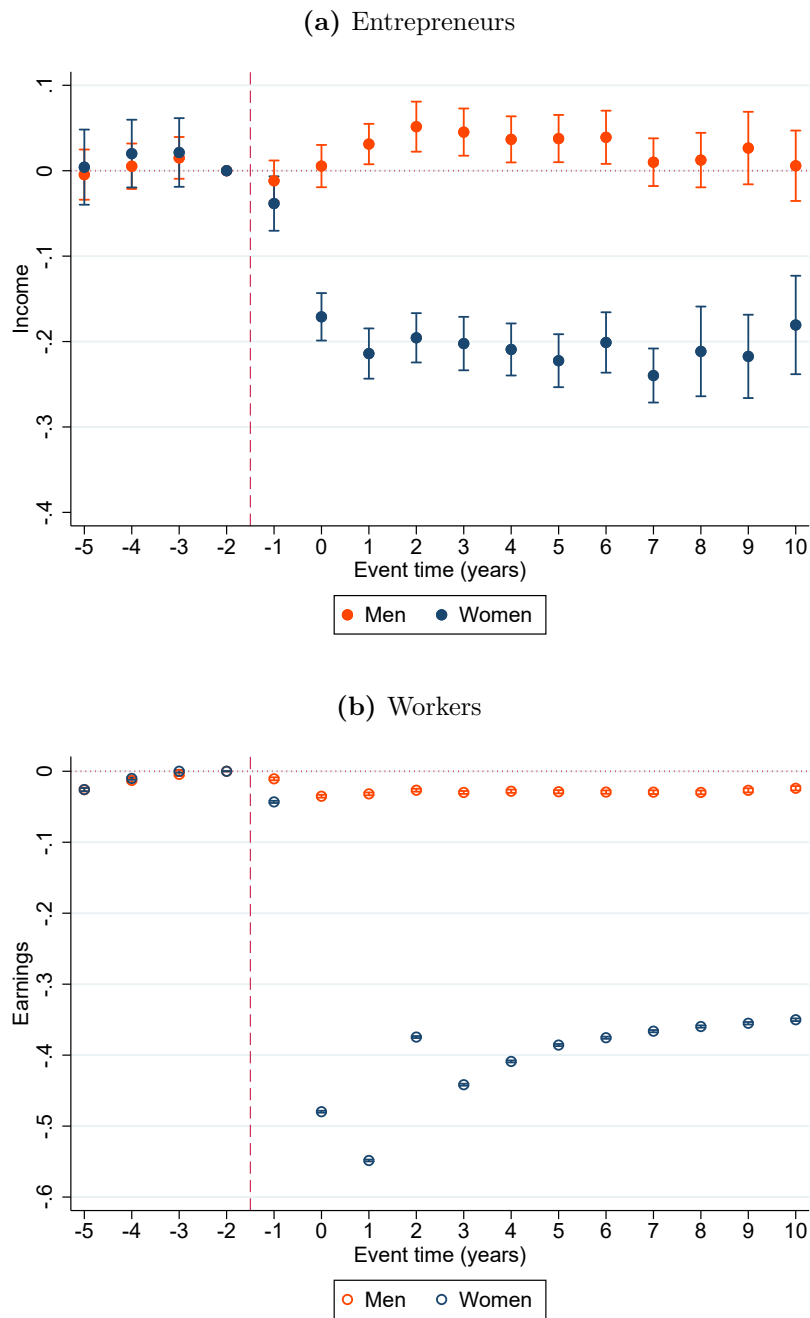 (a) Entrepreneurs
.1
0
-.1
-.2
-.3
-.4
Income
-5 -4 -3 -2 -1 0 1 2 3 4 5 6 7 8 9 10
Event time (years)
Men Women
(b) Workers
0
-.1
-.2
-.3
-.4
-.5
-.6
Earnings
-5 -4 -3 -2 -1 0 1 2 3 4 5 6 7 8 9 10
Event time (years)
Men Women